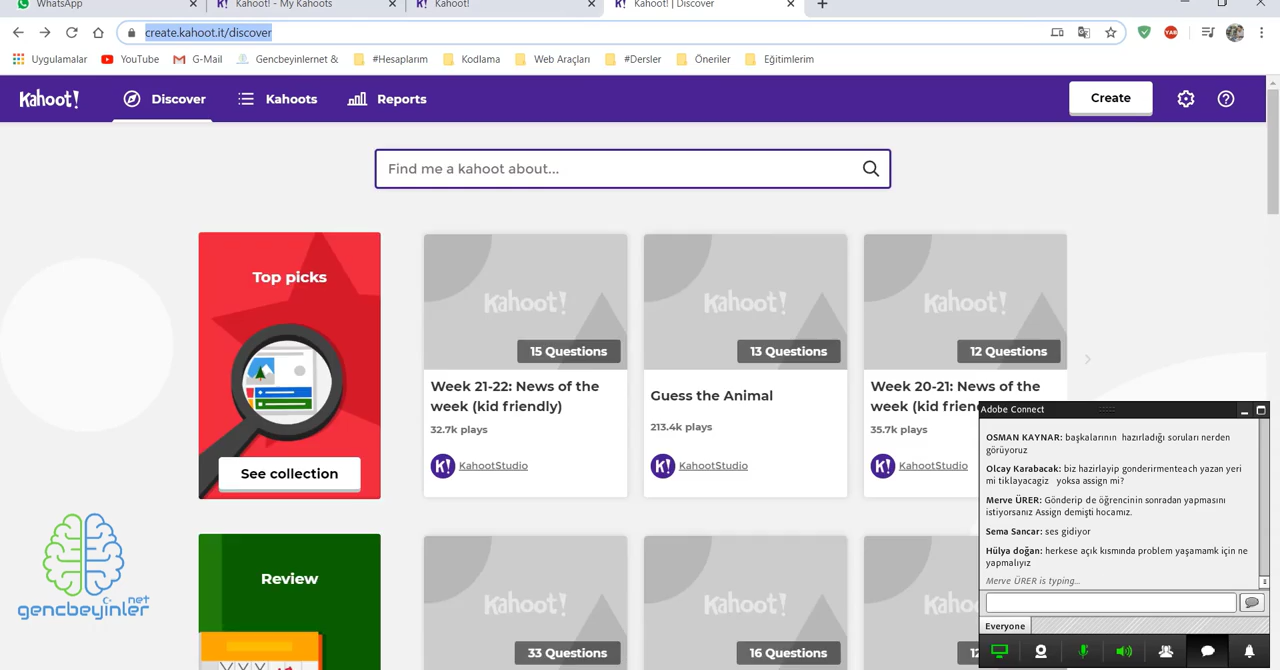 WhatsApp
Kahoot! - My Kahoots
Kahoot!
Kahoot! | Discover
create.kahoot.it/discover
Uygulamalar
YouTube
G-Mail
Gencbeyinlernet &
#Hesaplarım
Kodlama
Web Araçları
#Dersler
Öneriler
Eğitimlerim
Kahoot!
Discover
Kahoots
Reports
Create
Find me a kahoot about...
Top picks
See collection
Kahoot!
15 Questions
Week 21-22: News of the
week (kid friendly)
32.7k plays
K!
KahootStudio
Kahoot!
13 Questions
Guess the Animal
213.4k plays
K!
KahootStudio
Kahoot!
12 Questions
Week 20-21: News of the
week (kid frien
35.7k plays
K!
KahootStudio
Review
Kahoot!
33 Questions
Kahoot!
16 Questions
Kahoo
12
gencbeyinler
net
Adobe Connect
OSMAN KAYNAR: başkalarının hazırladığı soruları nerden
görüyoruz
Olcay Karabacak: biz hazirlayip gonderirmenteach yazan yeri
mi tiklayacagiz yoksa assign mi?
Merve ÜRER: Gönderip de öğrencinin sonradan yapmasını
istiyorsanız Assign demişti hocamız.
Sema Sancar: ses gidiyor
Hülya doğan: herkese açık kısmında problem yaşamamk için ne
yapmalıyız
Merve ÜRER is typing...
Everyone